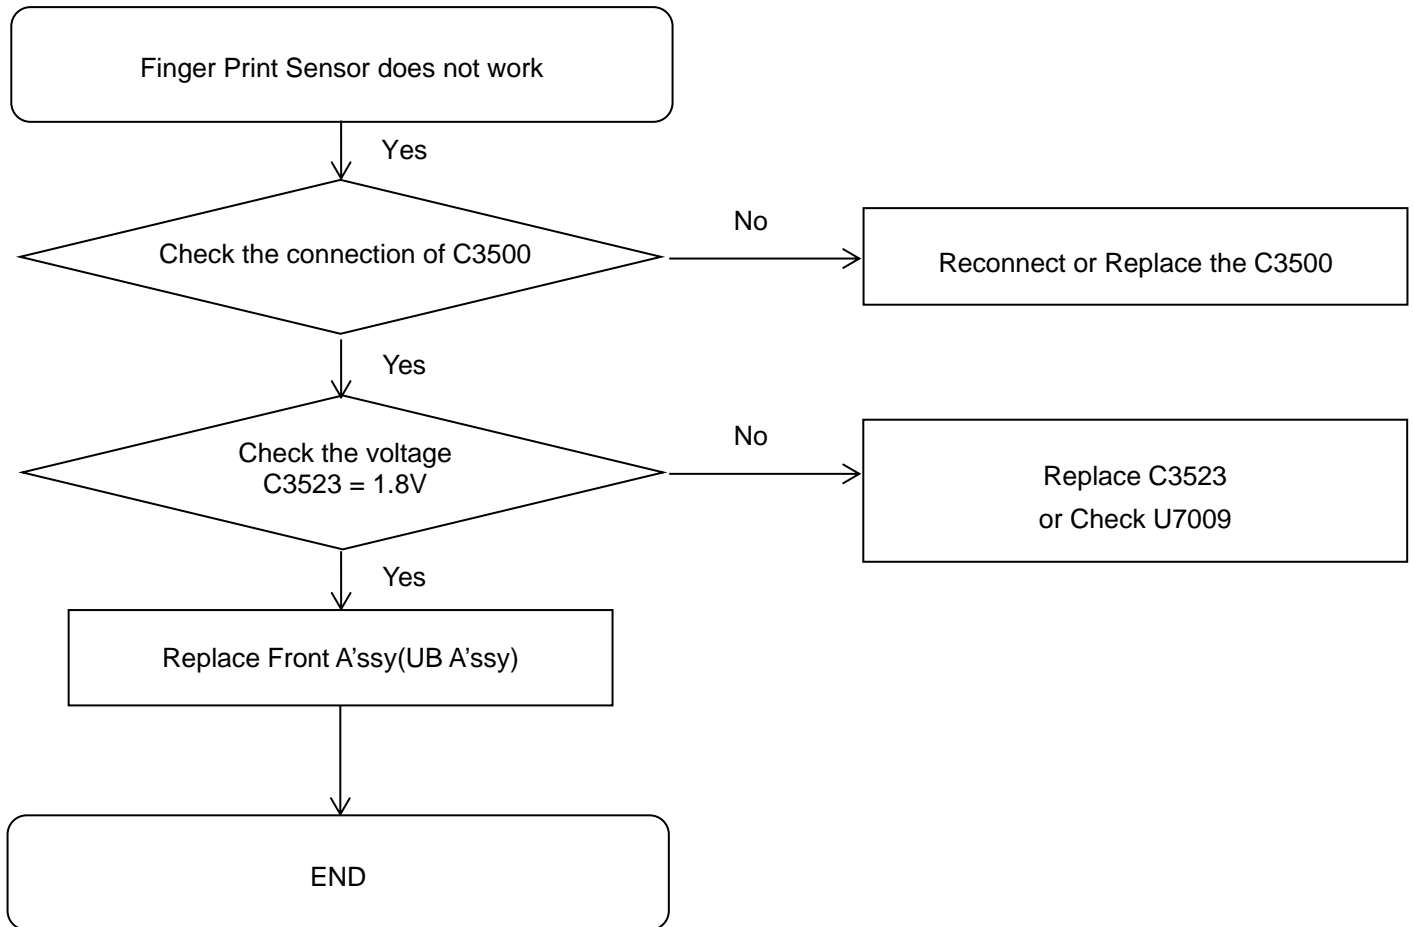 Finger Print Sensor does not work
Yes
Check the connection of C3500
No
Reconnect or Replace the C3500
Yes
Check the voltage
C3523 = 1.8V
No
Replace C3523
or Check U7009
Yes
Replace Front A’ssy(UB A’ssy)
END